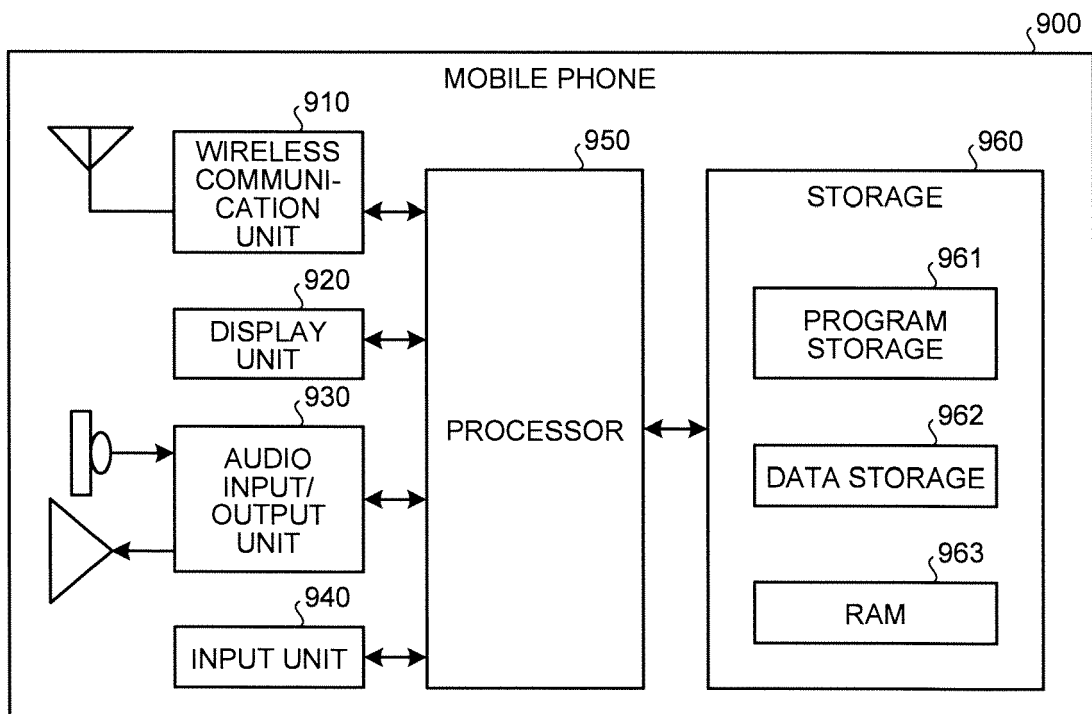 900
MOBILE PHONE
910
WIRELESS
COMMUNI-
CATION
UNIT
920
DISPLAY
UNIT
930
AUDIO
INPUT/
OUTPUT
UNIT
940
INPUT UNIT
950
PROCESSOR
960
STORAGE
961
PROGRAM
STORAGE
962
DATA STORAGE
963
RAM